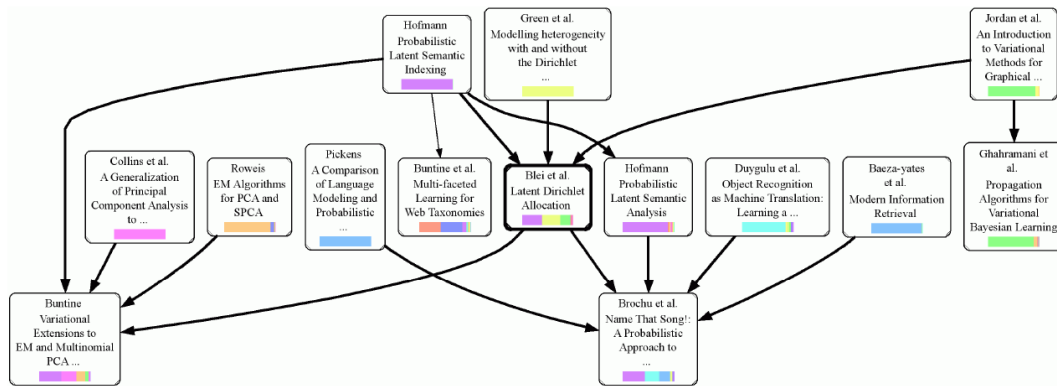 Hofmann
Probabilistic
Latent Semantic
Indexing
Green et al.
Modelling heterogeneity
with and without
the Dirichlet
...
Jordan et al.
An Introduction
to Variational
Methods for
Graphical ...
Collins et al.
A Generalization
of Principal
Component Analysis
to ...
Roweis
EM Algorithms
for PCA and
SPCA
Pickens
A Comparison
of Language
Modeling and
Probabilistic
...
Buntine et al.
Multi-faceted
Learning for
Web Taxonomies
Blei et al.
Latent Dirichlet
Allocation
Hofmann
Probabilistic
Latent Semantic
Analysis
Duygulu et al.
Object Recognition
as Machine Translation:
Learning a ...
Baeza-yates
et al.
Modern Information
Retrieval
Ghahramani et al.
Propagation
Algorithms for
Variational
Bayesian Learning
Buntine
Variational
Extensions to
EM and Multinomial
PCA ...
Brochu et al.
Name That Song!:
A Probabilistic
Approach to
...